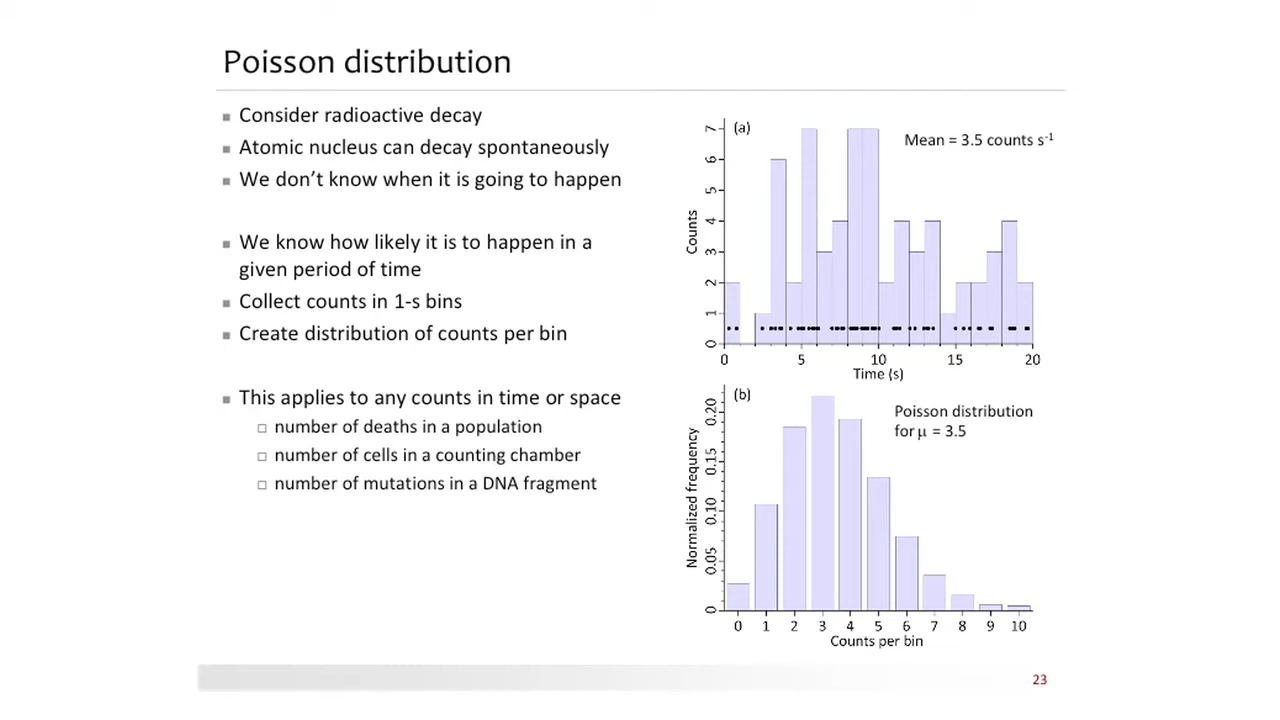 Poisson distribution
Consider radioactive decay
Atomic nucleus can decay spontaneously
We don't know when it is going to happen
We know how likely it is to happen in a
given period of time
Collect counts in 1-s bins
Create distribution of counts per bin
This applies to any counts in time or space
number of deaths in a population
number of cells in a counting chamber
number of mutations in a DNA fragment
(a)
Mean = 3.5 counts s⁻¹
Counts
7
6
5
4
3
2
1
0
0 5 10 15 20
Time (s)
(b)
Poisson distribution
for μ = 3.5
Normalized frequency
0.20
0.15
0.10
0.05
0
0 1 2 3 4 5 6 7 8 9 10
Counts per bin
23